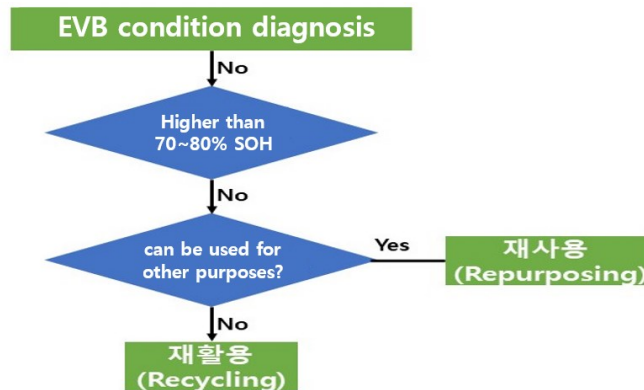 EVB condition diagnosis
No
Higher than
70~80% SOH
No
can be used for
other purposes?
Yes
재사용
(Repurposing)
No
재활용
(Recycling)